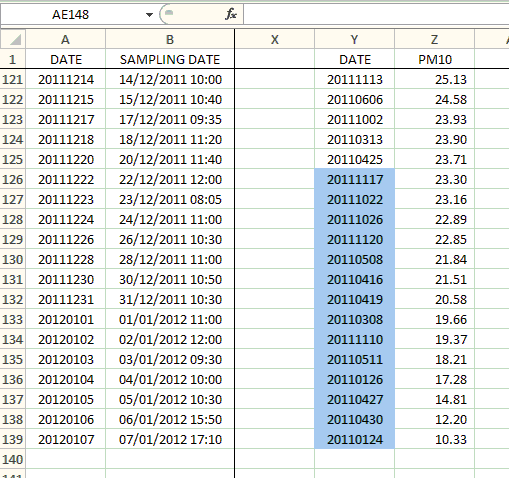 AE148 fx
A B X Y Z
1 DATE SAMPLING DATE DATE PM10
121 20111214 14/12/2011 10:00 20111113 25.13
122 20111215 15/12/2011 10:40 20110606 24.58
123 20111217 17/12/2011 09:35 20111002 23.93
124 20111218 18/12/2011 11:20 20110313 23.90
125 20111220 20/12/2011 11:40 20110425 23.71
126 20111222 22/12/2011 12:00 20111117 23.30
127 20111223 23/12/2011 08:05 20111022 23.16
128 20111224 24/12/2011 11:00 20111026 22.89
129 20111226 26/12/2011 10:30 20111120 22.85
130 20111228 28/12/2011 11:00 20110508 21.84
131 20111230 30/12/2011 10:50 20110416 21.51
132 20111231 31/12/2011 10:30 20110419 20.58
133 20120101 01/01/2012 11:00 20110308 19.66
134 20120102 02/01/2012 12:00 20111110 19.37
135 20120103 03/01/2012 09:30 20110511 18.21
136 20120104 04/01/2012 10:00 20110126 17.28
137 20120105 05/01/2012 10:30 20110427 14.81
138 20120106 06/01/2012 15:50 20110430 12.20
139 20120107 07/01/2012 17:10 20110124 10.33
140